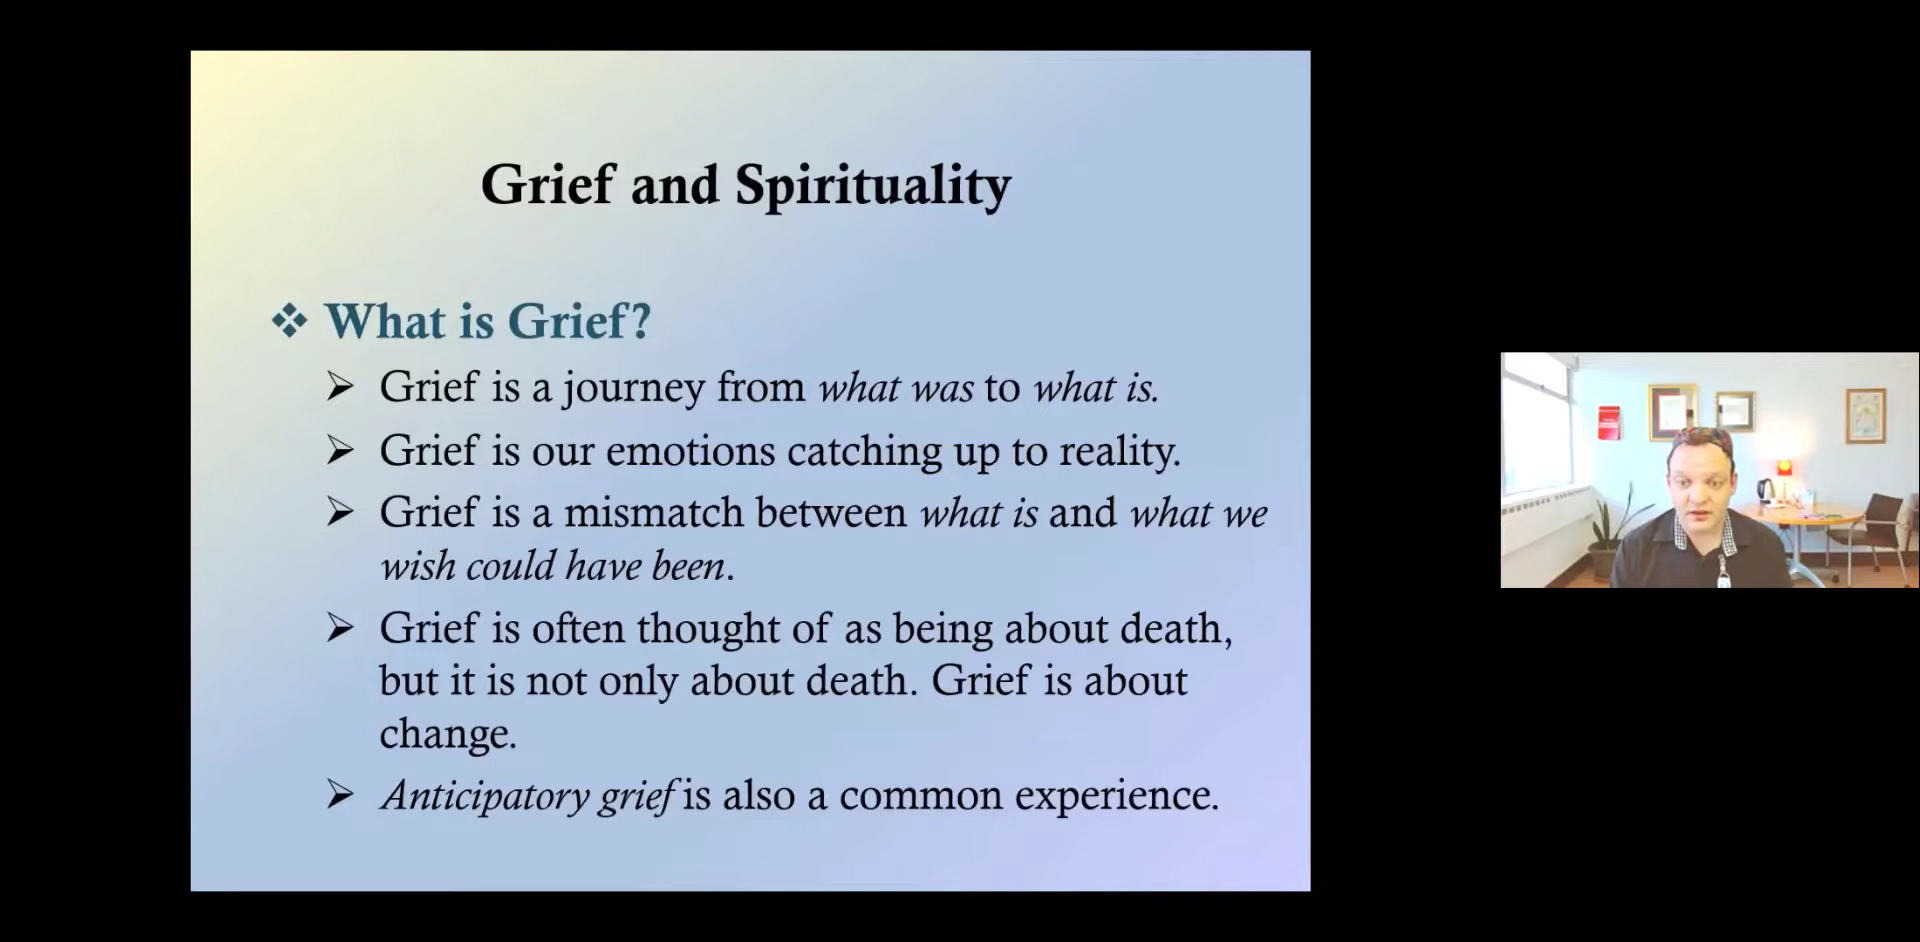 Grief and Spirituality
What is Grief?
Grief is a journey from what was to what is.
Grief is our emotions catching up to reality.
Grief is a mismatch between what is and what we
wish could have been.
Grief is often thought of as being about death,
but it is not only about death. Grief is about
change.
Anticipatory grief is also a common experience.